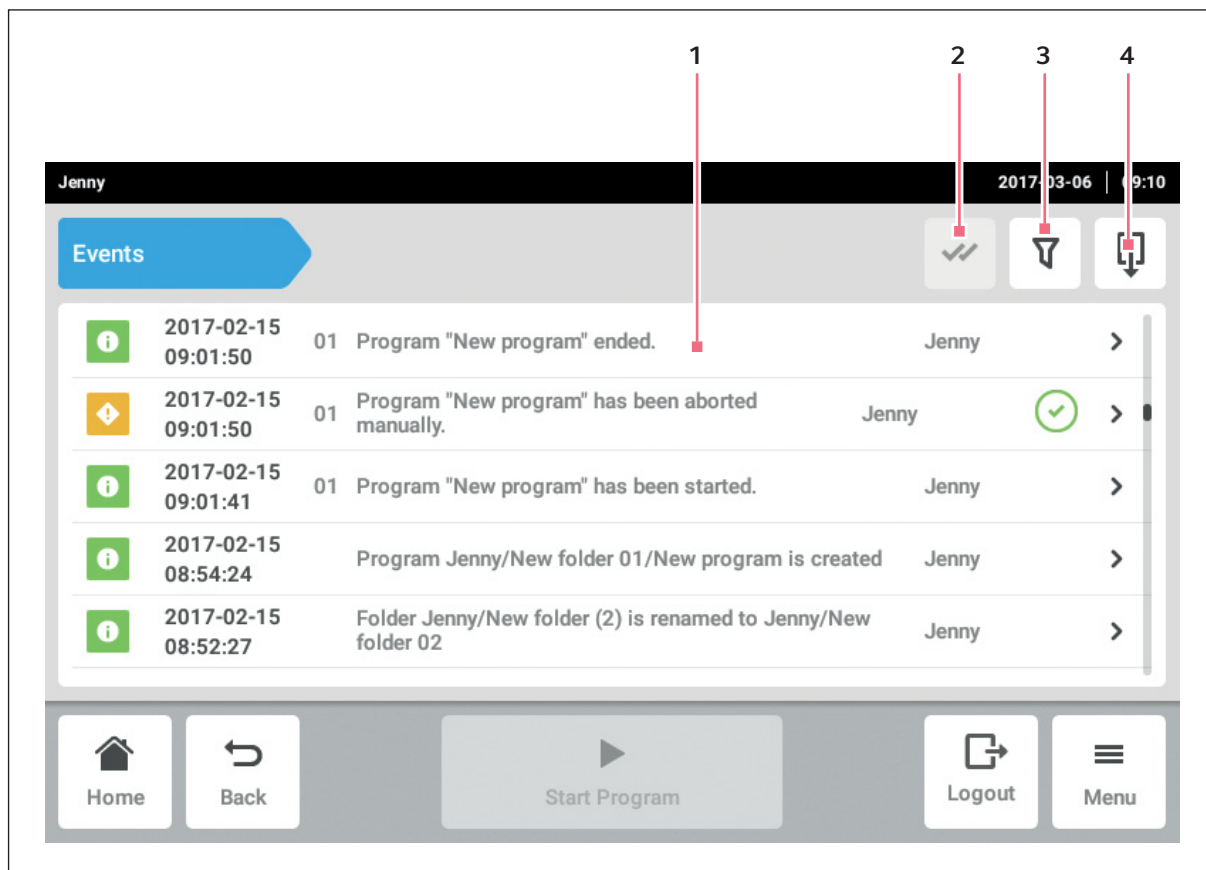 1 2 3 4
Jenny 2017-03-06 09:10
Events
2017-02-15
09:01:50
01 Program "New program" ended. Jenny
2017-02-15
09:01:50
01 Program "New program" has been aborted
manually.
Jenny
2017-02-15
09:01:41
01 Program "New program" has been started. Jenny
2017-02-15
08:54:24
Program Jenny/New folder 01/New program is created Jenny
2017-02-15
08:52:27
Folder Jenny/New folder (2) is renamed to Jenny/New
folder 02
Jenny
Home Back Start Program Logout Menu